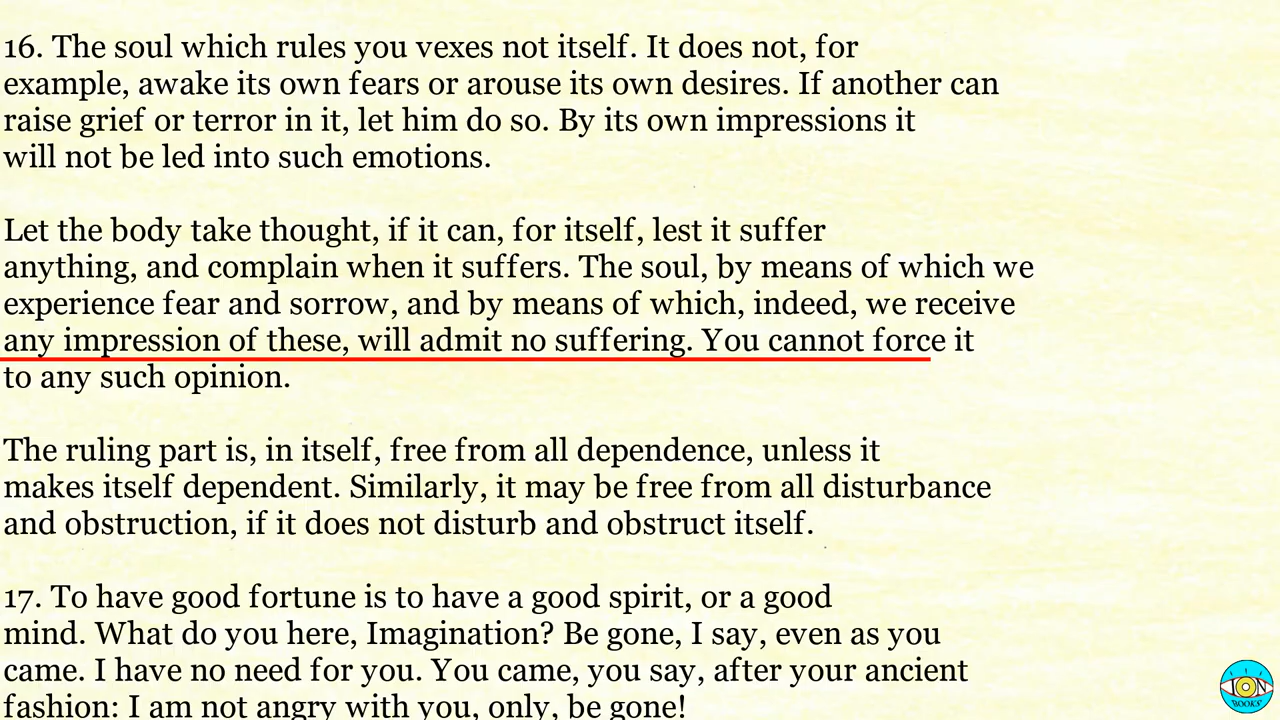 16. The soul which rules you vexes not itself. It does not, for
example, awake its own fears or arouse its own desires. If another can
raise grief or terror in it, let him do so. By its own impressions it
will not be led into such emotions.
Let the body take thought, if it can, for itself, lest it suffer
anything, and complain when it suffers. The soul, by means of which we
experience fear and sorrow, and by means of which, indeed, we receive
any impression of these, will admit no suffering. You cannot force it
to any such opinion.
The ruling part is, in itself, free from all dependence, unless it
makes itself dependent. Similarly, it may be free from all disturbance
and obstruction, if it does not disturb and obstruct itself.
17. To have good fortune is to have a good spirit, or a good
mind. What do you here, Imagination? Be gone, I say, even as you
came. I have no need for you. You came, you say, after your ancient
fashion: I am not angry with you, only, be gone!
ION
BOOKS